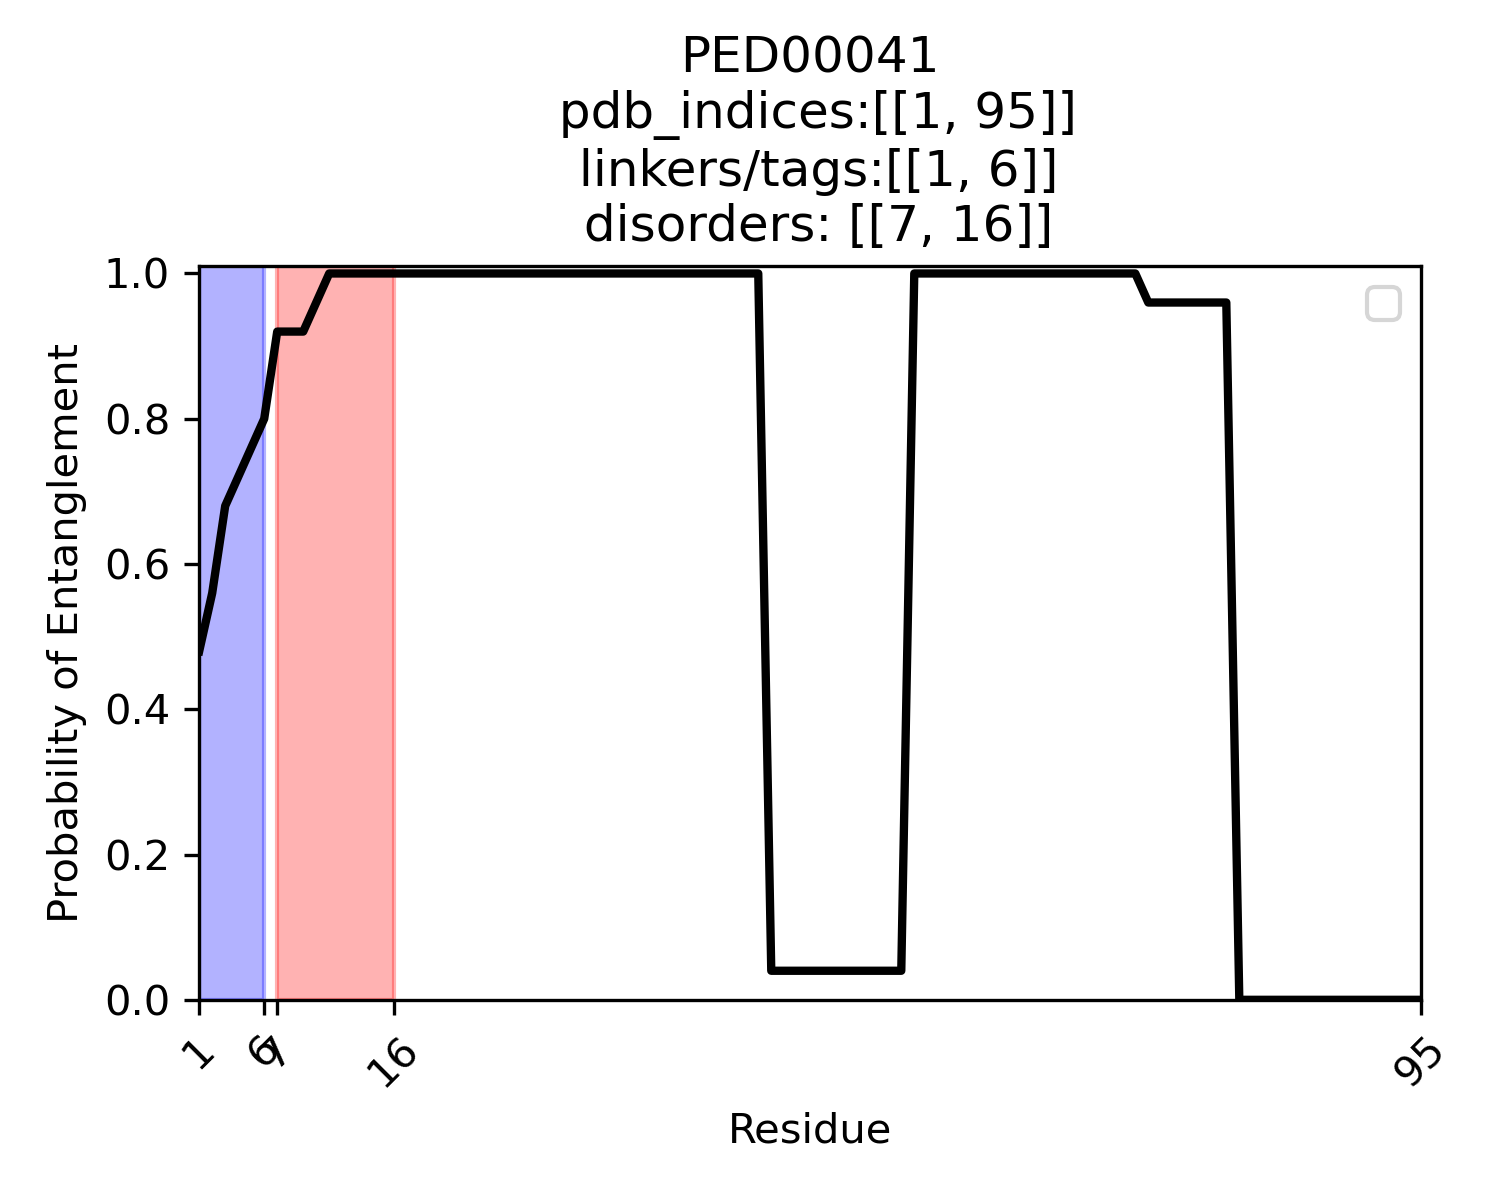 PED00041
pdb_indices:[[1, 95]]
linkers/tags:[[1, 6]]
disorders: [[7, 16]]
1.0
0.8
0.6
0.4
0.2
0.0
Probability of Entanglement
1
6
7
16
95
Residue